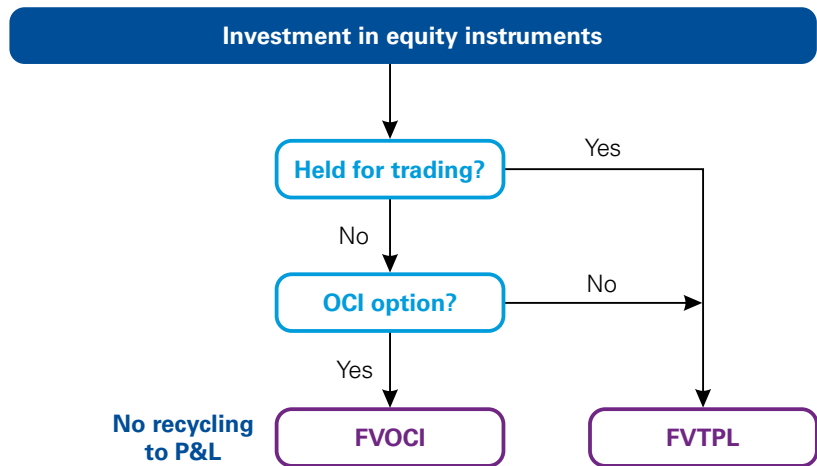 Investment in equity instruments
Yes
Held for trading?
No
No
OCI option?
Yes
No recycling
to P&L
FVOCI
FVTPL